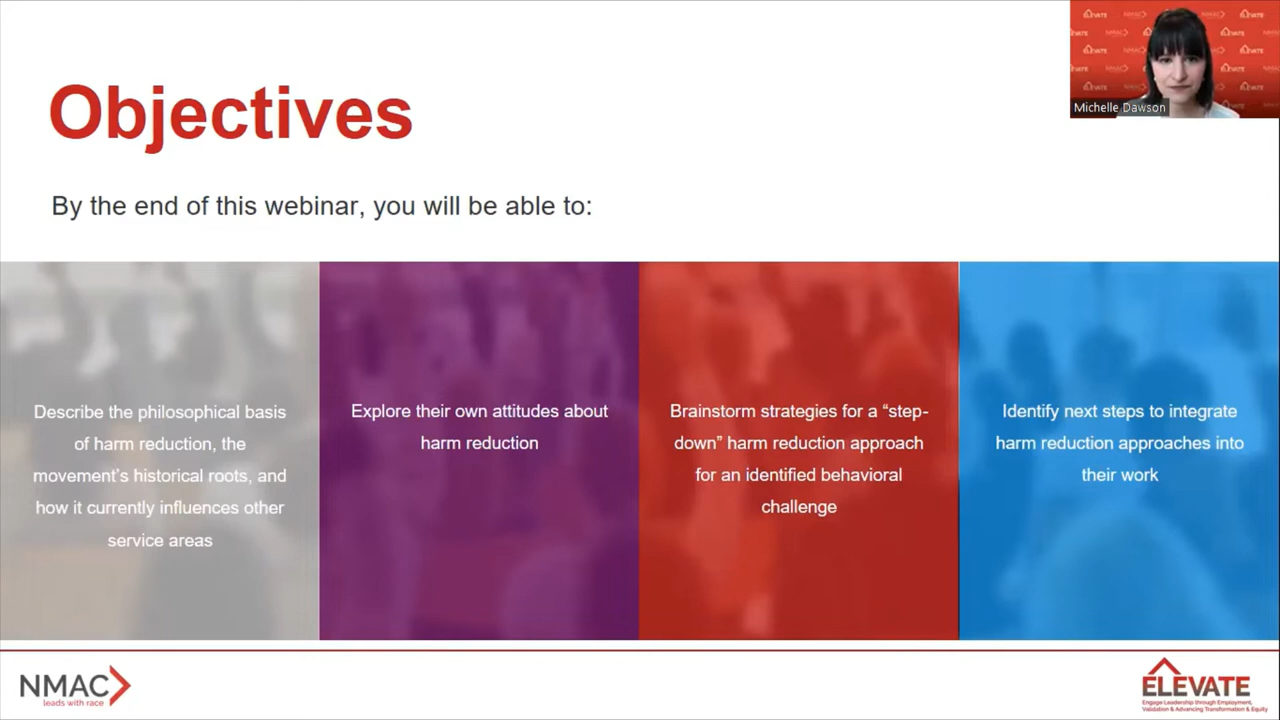 Objectives
By the end of this webinar, you will be able to:
Describe the philosophical basis
of harm reduction, the
movement's historical roots, and
how it currently influences other
service areas
Explore their own attitudes about
harm reduction
Brainstorm strategies for a “step-
down” harm reduction approach
for an identified behavioral
challenge
Identify next steps to integrate
harm reduction approaches into
their work
Michelle Dawson
ELEVATE
NMAC
NMAC
leads with race
ELEVATE
Engage Leadership through Employment,
Validation & Advancing Transformation & Equity